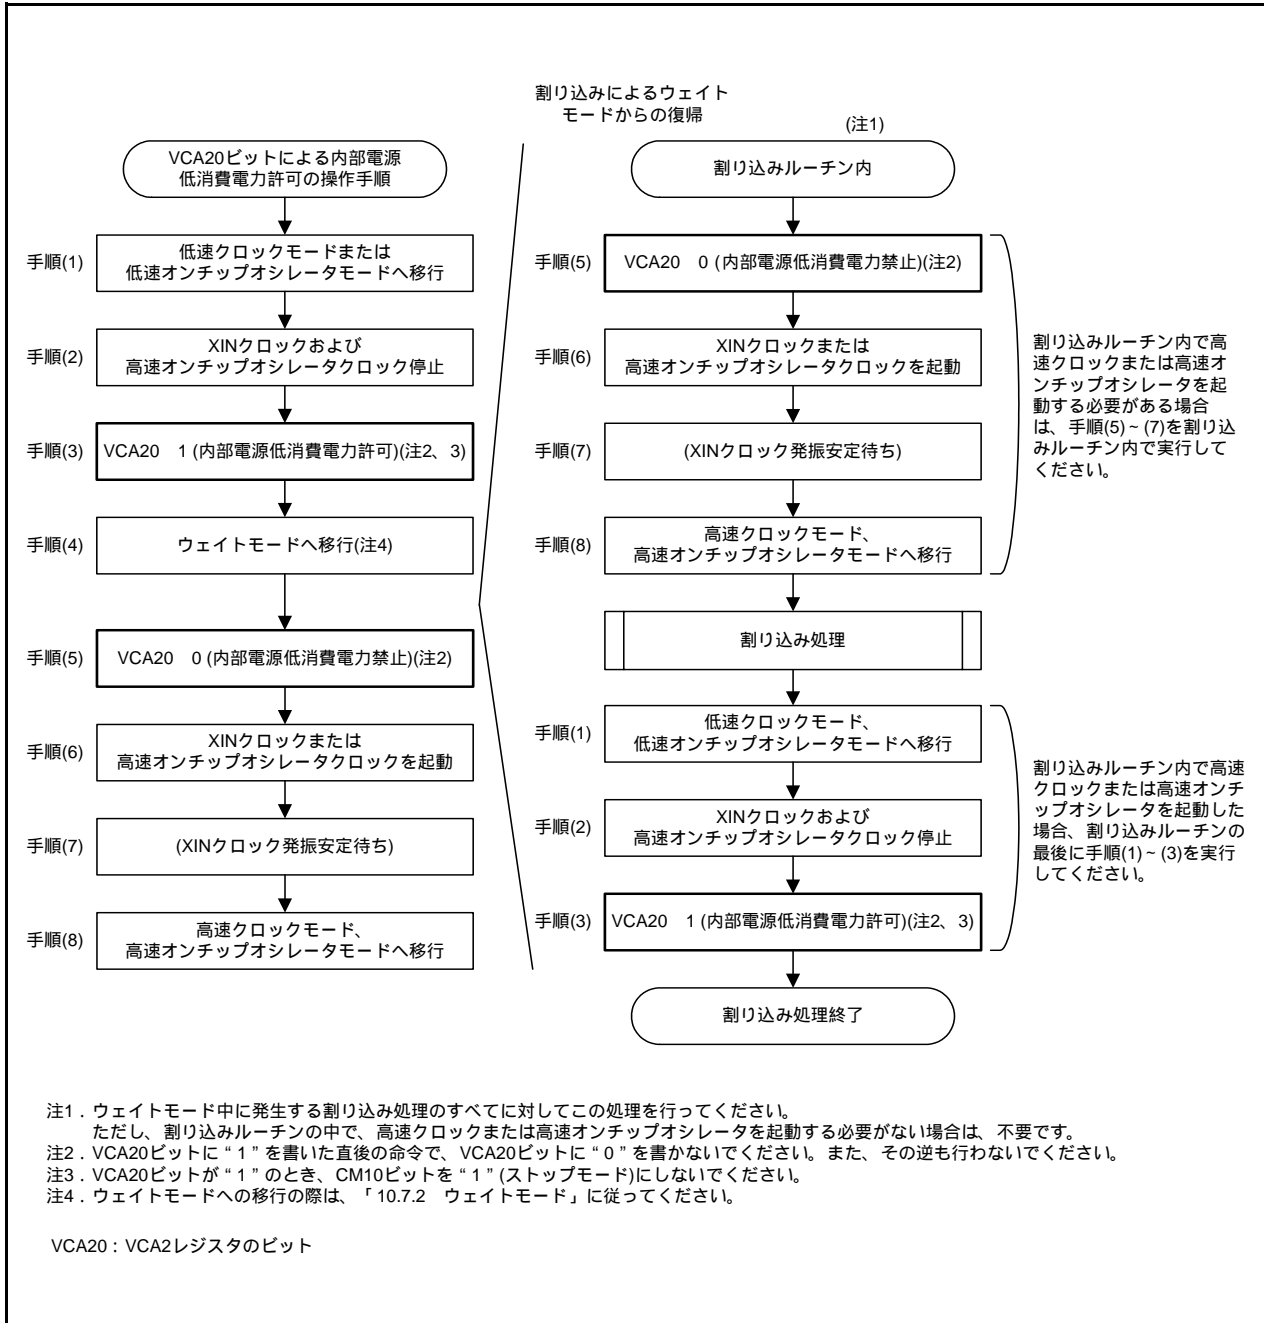 VCA20ビットによる内部電源
低消費電力許可の操作手順
手順(1)
低速クロックモードまたは
低速オンチップオシレータモードへ移行
手順(2)
XINクロックおよび
高速オンチップオシレータクロック停止
手順(3)
VCA20　1 (内部電源低消費電力許可)(注2、3)
手順(4)
ウェイトモードへ移行(注4)
手順(5)
VCA20　0 (内部電源低消費電力禁止)(注2)
手順(6)
XINクロックまたは
高速オンチップオシレータクロックを起動
手順(7)
(XINクロック発振安定待ち)
手順(8)
高速クロックモード、
高速オンチップオシレータモードへ移行
割り込みによるウェイト
モードからの復帰
(注1)
割り込みルーチン内
手順(5)
VCA20　0 (内部電源低消費電力禁止)(注2)
手順(6)
XINクロックまたは
高速オンチップオシレータクロックを起動
手順(7)
(XINクロック発振安定待ち)
手順(8)
高速クロックモード、
高速オンチップオシレータモードへ移行
割り込みルーチン内で高
速クロックまたは高速オ
ンチップオシレータを起
動する必要がある場合
は、手順(5) ~ (7)を割り込
みルーチン内で実行して
ください。
割り込み処理
手順(1)
低速クロックモード、
低速オンチップオシレータモードへ移行
手順(2)
XINクロックおよび
高速オンチップオシレータクロック停止
手順(3)
VCA20　1 (内部電源低消費電力許可)(注2、3)
割り込みルーチン内で高速
クロックまたは高速オンチ
ップオシレータを起動した
場合、割り込みルーチンの
最後に手順(1) ~ (3)を実行
してください。
割り込み処理終了
注1．ウェイトモード中に発生する割り込み処理のすべてに対してこの処理を行ってください。
ただし、割り込みルーチンの中で、高速クロックまたは高速オンチップオシレータを起動する必要がない場合は、不要です。
注2．VCA20ビットに“1”を書いた直後の命令で、VCA20ビットに“0”を書かないでください。また、その逆も行わないでください。
注3．VCA20ビットが“1”のとき、CM10ビットを“1”(ストップモード)にしないでください。
注4．ウェイトモードへの移行の際は、「10.7.2　ウェイトモード」に従ってください。
VCA20：VCA2レジスタのビット